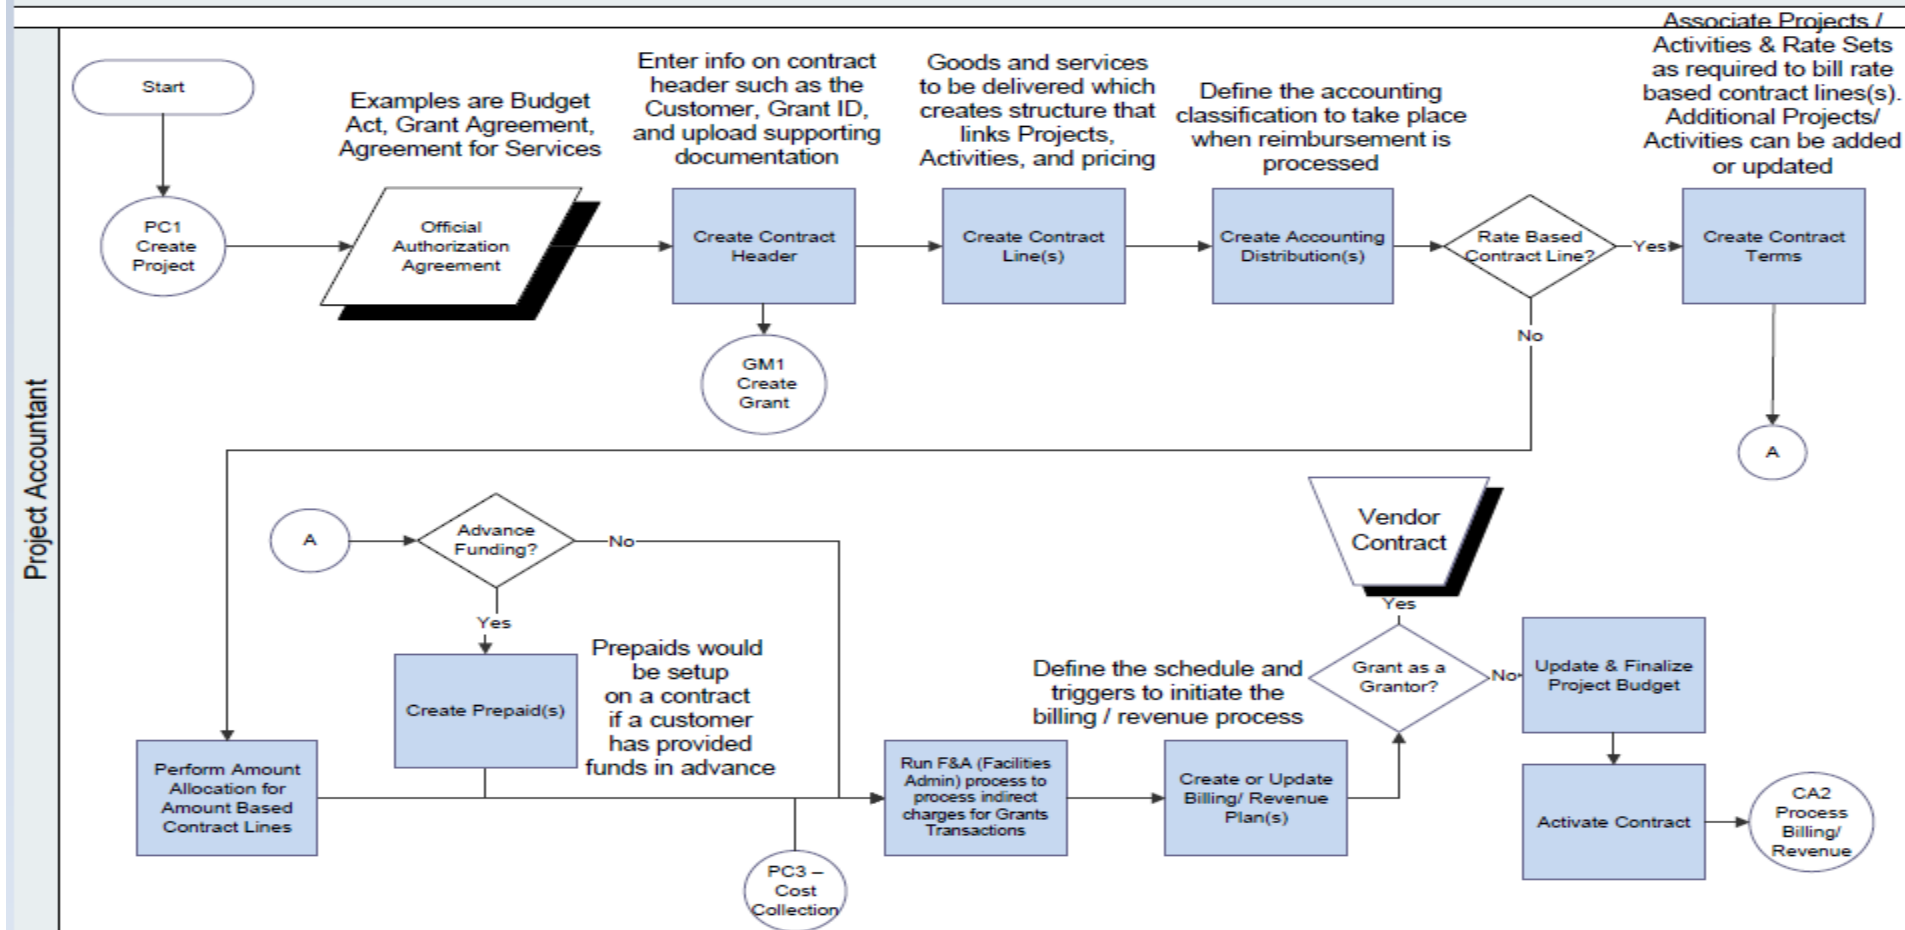 Project Accountant
Start
PC1
Create
Project
Examples are Budget
Act, Grant Agreement,
Agreement for Services
Official
Authorization
Agreement
Enter info on contract
header such as the
Customer, Grant ID,
and upload supporting
documentation
Create Contract
Header
GM1
Create
Grant
Goods and services
to be delivered which
creates structure that
links Projects,
Activities, and pricing
Create Contract
Line(s)
Define the accounting
classification to take place
when reimbursement is
processed
Create Accounting
Distribution(s)
Rate Based
Contract Line?
Yes
No
Associate Projects /
Activities & Rate Sets
as required to bill rate
based contract lines(s).
Additional Projects/
Activities can be added
or updated
Create Contract
Terms
A
A
Advance
Funding?
No
Yes
Create Prepaid(s)
Prepaids would
be setup
on a contract
if a customer
has provided
funds in advance
Perform Amount
Allocation for
Amount Based
Contract Lines
PC3 –
Cost
Collection
Run F&A (Facilities
Admin) process to
process indirect
charges for Grants
Transactions
Define the schedule and
triggers to initiate the
billing / revenue process
Create or Update
Billing/ Revenue
Plan(s)
Vendor
Contract
Yes
Grant as a
Grantor?
No
Update & Finalize
Project Budget
Activate Contract
CA2
Process
Billing/
Revenue